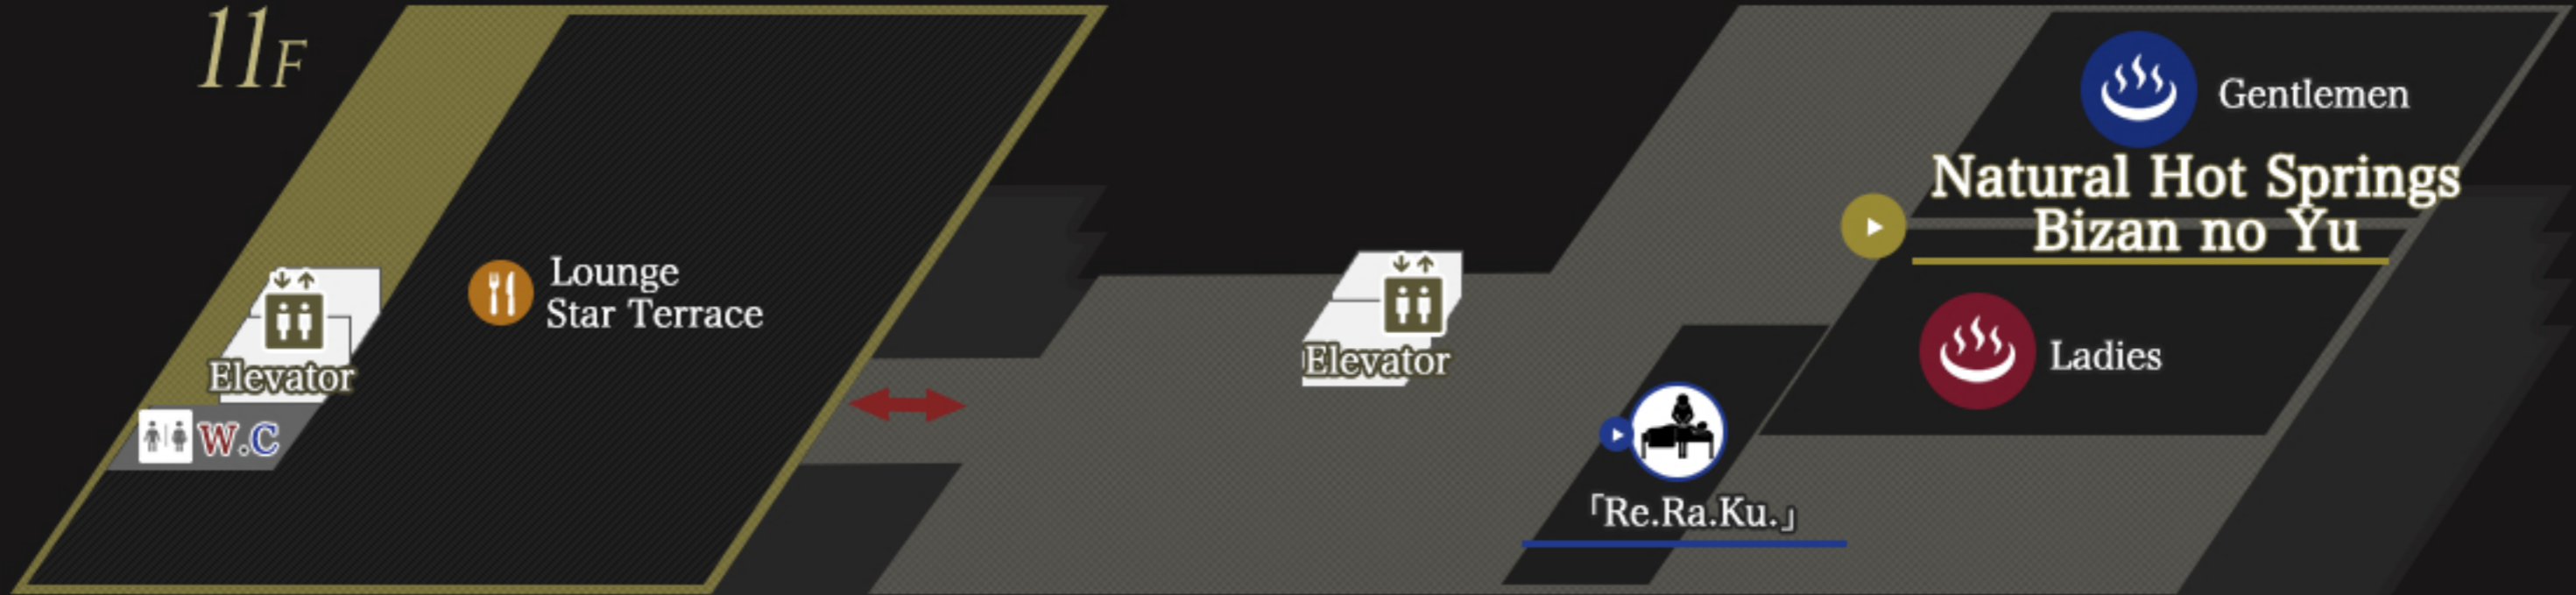 11F
Gentlemen
Natural Hot Springs
Bizan no Yu
Lounge
Star Terrace
Elevator
Elevator
Ladies
W.C
「Re.Ra.Ku.」